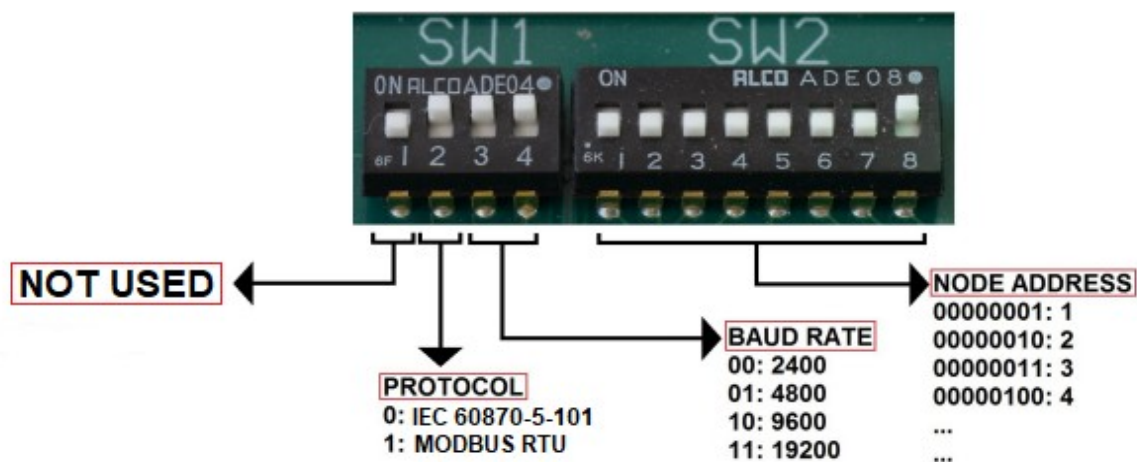 SW1 SW2
ON ALCO ADE04
ON ALCO ADE08
6F 1 2 3 4
6K 1 2 3 4 5 6 7 8
NOT USED
PROTOCOL
0: IEC 60870-5-101
1: MODBUS RTU
BAUD RATE
00: 2400
01: 4800
10: 9600
11: 19200
NODE ADDRESS
00000001: 1
00000010: 2
00000011: 3
00000100: 4
...
...